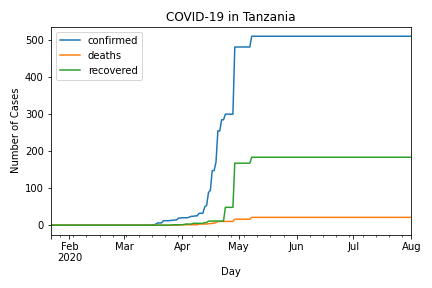 COVID-19 in Tanzania
confirmed
deaths
recovered
Number of Cases
500
400
300
200
100
0
Feb Mar Apr May Jun Jul Aug
2020
Day